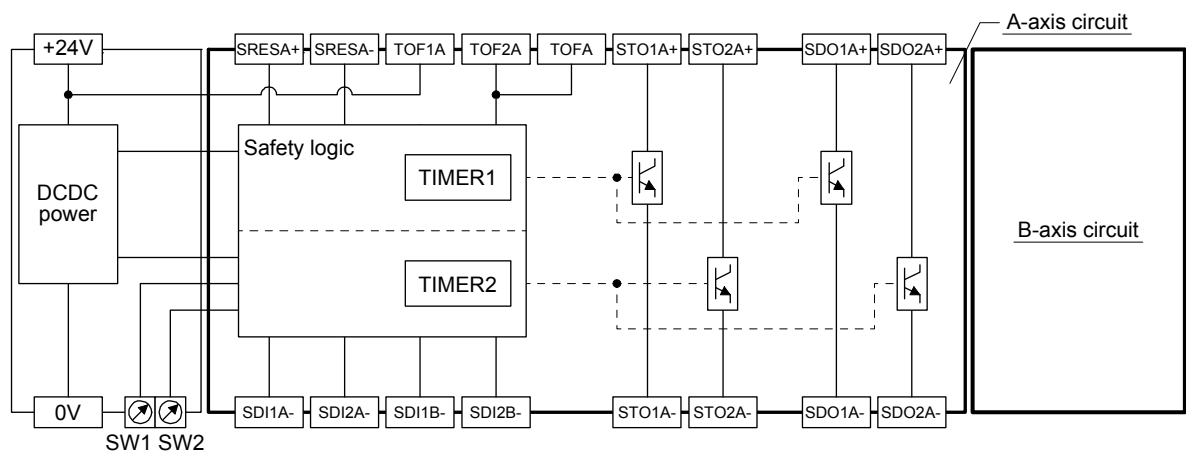 A-axis circuit
+24V
SRESA+ SRESA- TOF1A TOF2A TOFA STO1A+ STO2A+ SDO1A+ SDO2A+
Safety logic
TIMER1
DCDC
power
B-axis circuit
TIMER2
0V
SDI1A- SDI2A- SDI1B- SDI2B- STO1A- STO2A- SDO1A- SDO2A-
SW1 SW2